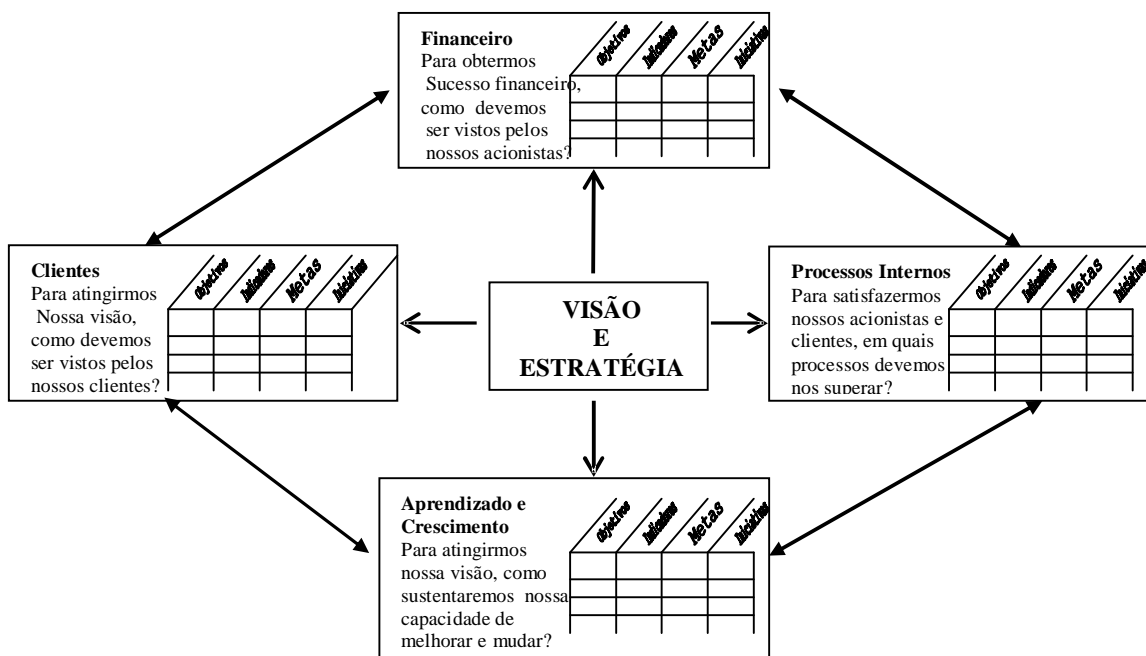 Financeiro
Para obtermos
Sucesso financeiro,
como devemos
ser vistos pelos
nossos acionistas?
Objetivos
Indicadores
Metas
Iniciativas
Clientes
Para atingirmos
Nossa visão,
como devemos
ser vistos pelos
nossos clientes?
Objetivos
Indicadores
Metas
Iniciativas
VISÃO
E
ESTRATÉGIA
Processos Internos
Para satisfazermos
nossos acionistas e
clientes, em quais
processos devemos
nos superar?
Objetivos
Indicadores
Metas
Iniciativas
Aprendizado e
Crescimento
Para atingirmos
nossa visão, como
sustentaremos nossa
capacidade de
melhorar e mudar?
Objetivos
Indicadores
Metas
Iniciativas